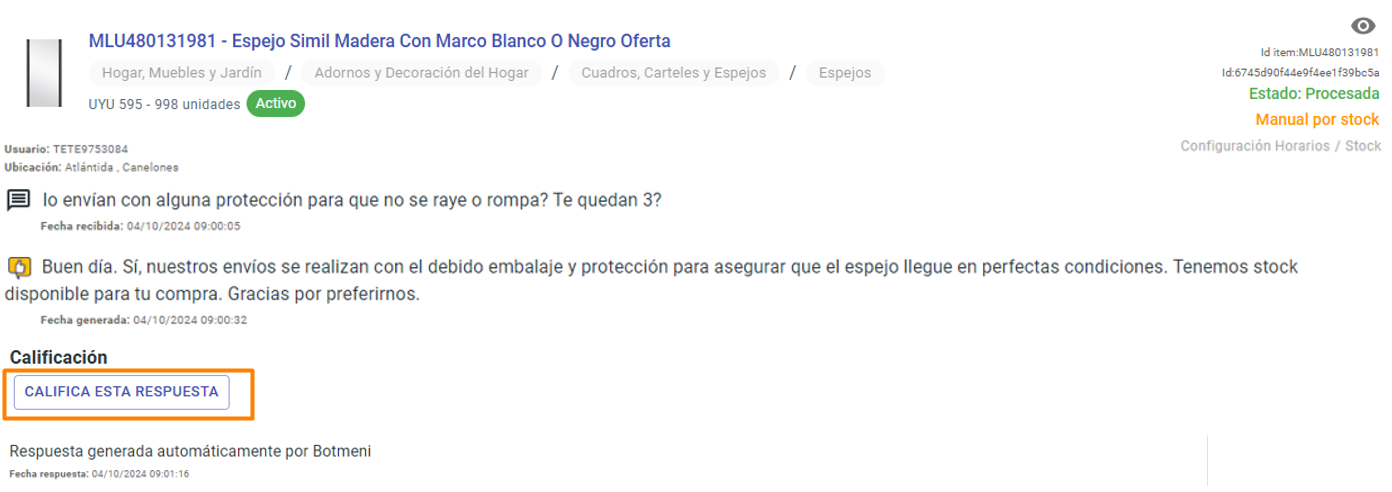 MLU480131981 - Espejo Simil Madera Con Marco Blanco O Negro Oferta
Hogar, Muebles y Jardín / Adornos y Decoración del Hogar / Cuadros, Carteles y Espejos / Espejos
UYU 595 - 998 unidades Activo
Id item:MLU480131981
Id:6745d90f44e9f4ee1f39bc5a
Estado: Procesada
Manual por stock
Configuración Horarios / Stock
Usuario: TETE9753084
Ubicación: Atlántida , Canelones
lo envían con alguna protección para que no se raye o rompa? Te quedan 3?
Fecha recibida: 04/10/2024 09:00:05
Buen día. Sí, nuestros envíos se realizan con el debido embalaje y protección para asegurar que el espejo llegue en perfectas condiciones. Tenemos stock
disponible para tu compra. Gracias por preferirnos.
Fecha generada: 04/10/2024 09:00:32
Calificación
CALIFICA ESTA RESPUESTA
Respuesta generada automáticamente por Botmeni
Fecha respuesta: 04/10/2024 09:01:16